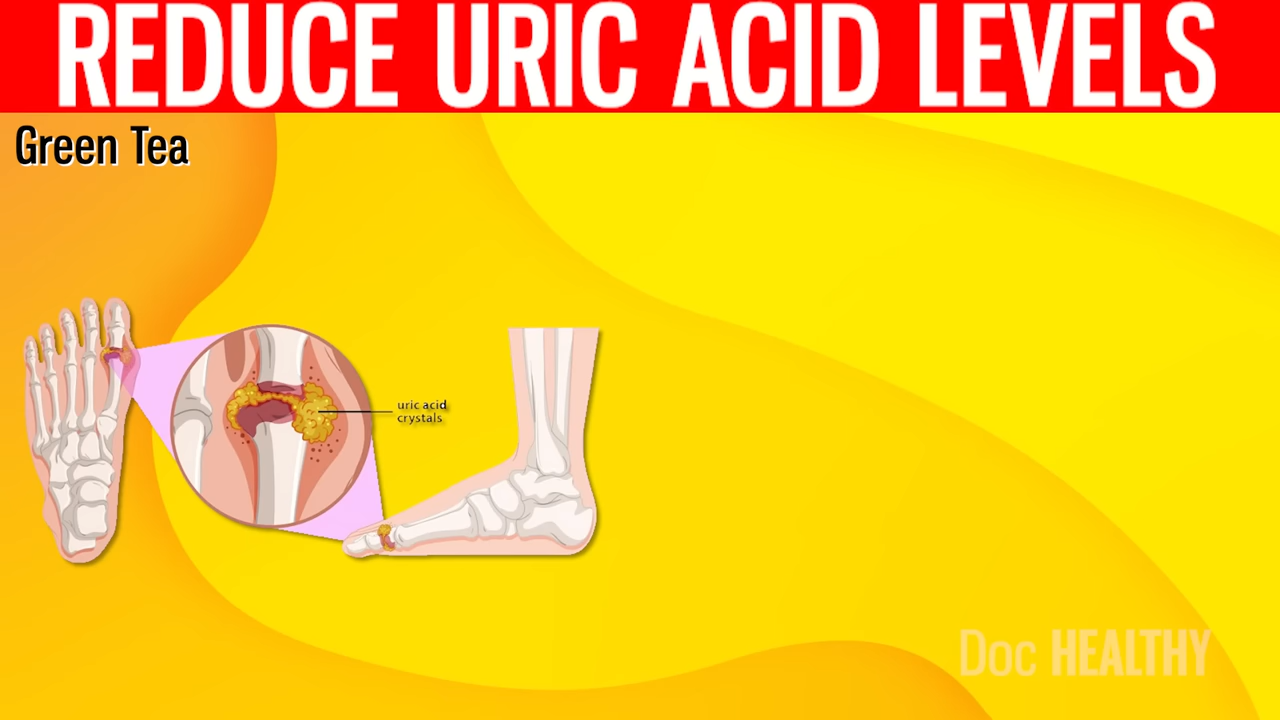 REDUCE URIC ACID LEVELS
Green Tea
uric acid
crystals
Doc HEALTHY